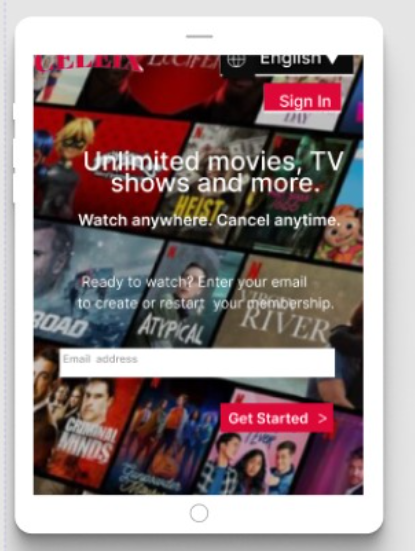 English
Sign In
Unlimited movies, TV
shows and more.
Watch anywhere. Cancel anytime.
Ready to watch? Enter your email
to create or restart your membership.
Email address
Get Started >
LUCIFER
HEIST
ROAD
ATYPICAL
RIVER
CRIMINAL
MINDS